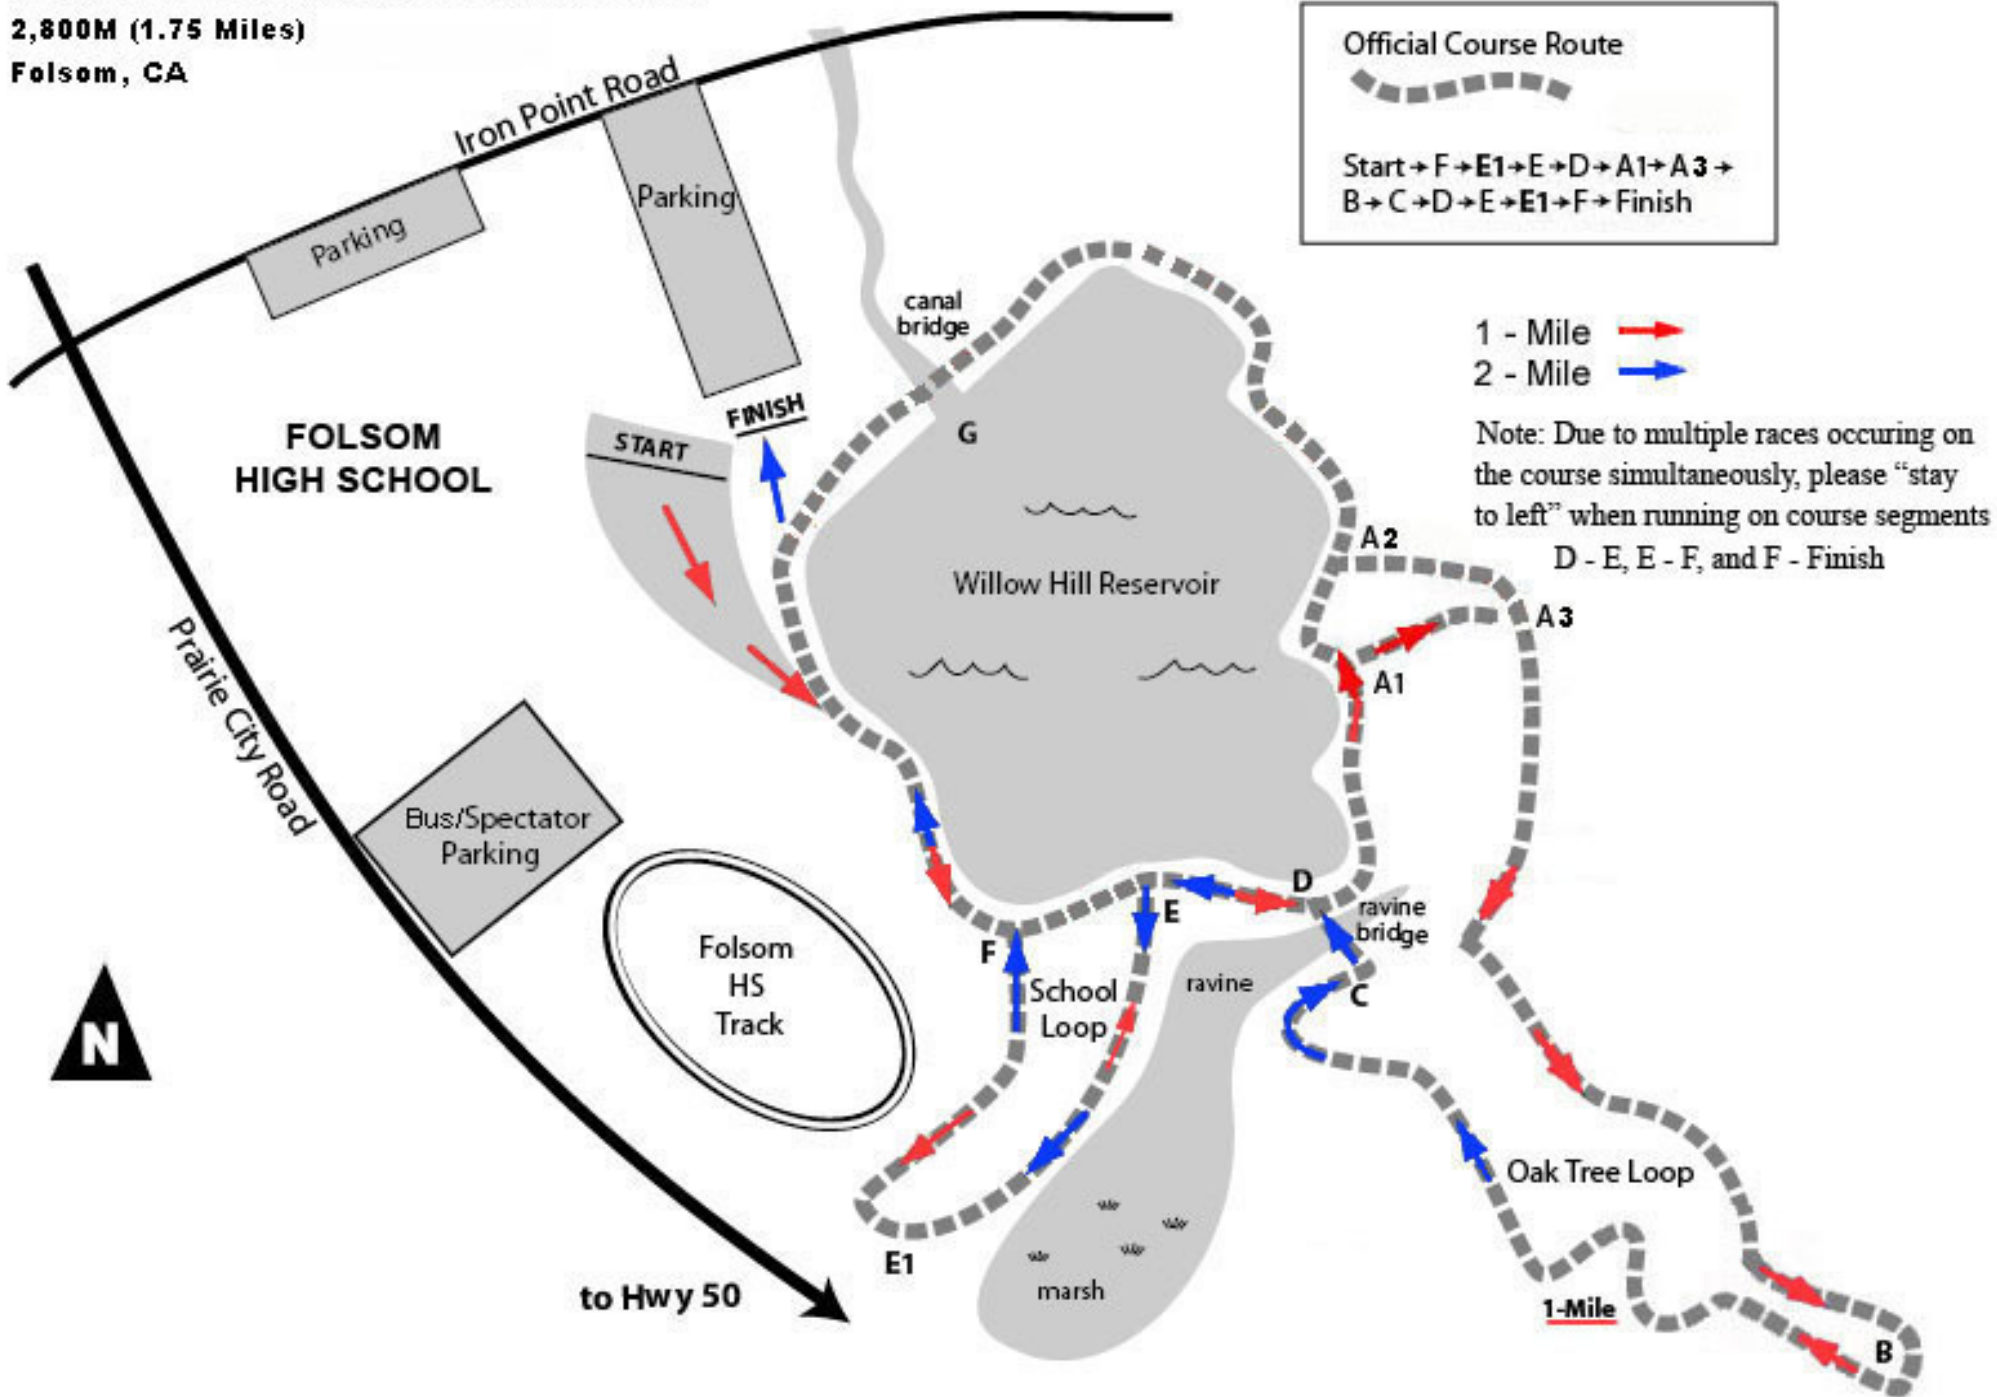 2,800M (1.75 Miles)
Folsom, CA
Official Course Route
Start→F→E1→E→D→A1→A3→
B→C→D→E→E1→F→Finish
Iron Point Road
Parking
Parking
canal
bridge
1 - Mile
2 - Mile
Note: Due to multiple races occuring on
the course simultaneously, please “stay
to left” when running on course segments
D - E, E - F, and F - Finish
FINISH
START
G
FOLSOM
HIGH SCHOOL
A2
Willow Hill Reservoir
A3
A1
Prairie City Road
Bus/Spectator
Parking
D
E
ravine
bridge
F
Folsom
HS
Track
School
Loop
ravine
C
N
Oak Tree Loop
E1
to Hwy 50
marsh
1-Mile
B